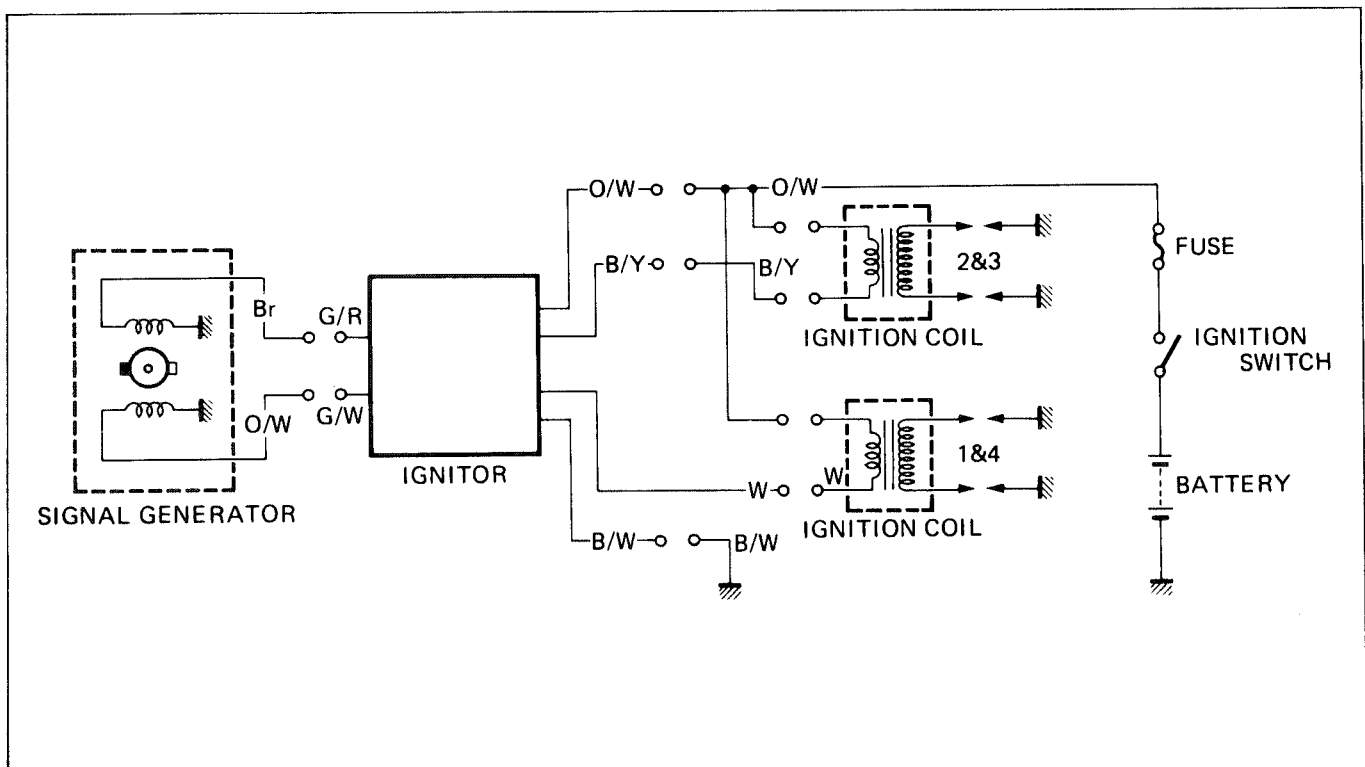 O/W
O/W
B/Y
B/Y
2&3
FUSE
Br
G/R
IGNITION COIL
IGNITION
SWITCH
O/W
G/W
IGNITOR
1&4
W
W
BATTERY
SIGNAL GENERATOR
IGNITION COIL
B/W
B/W